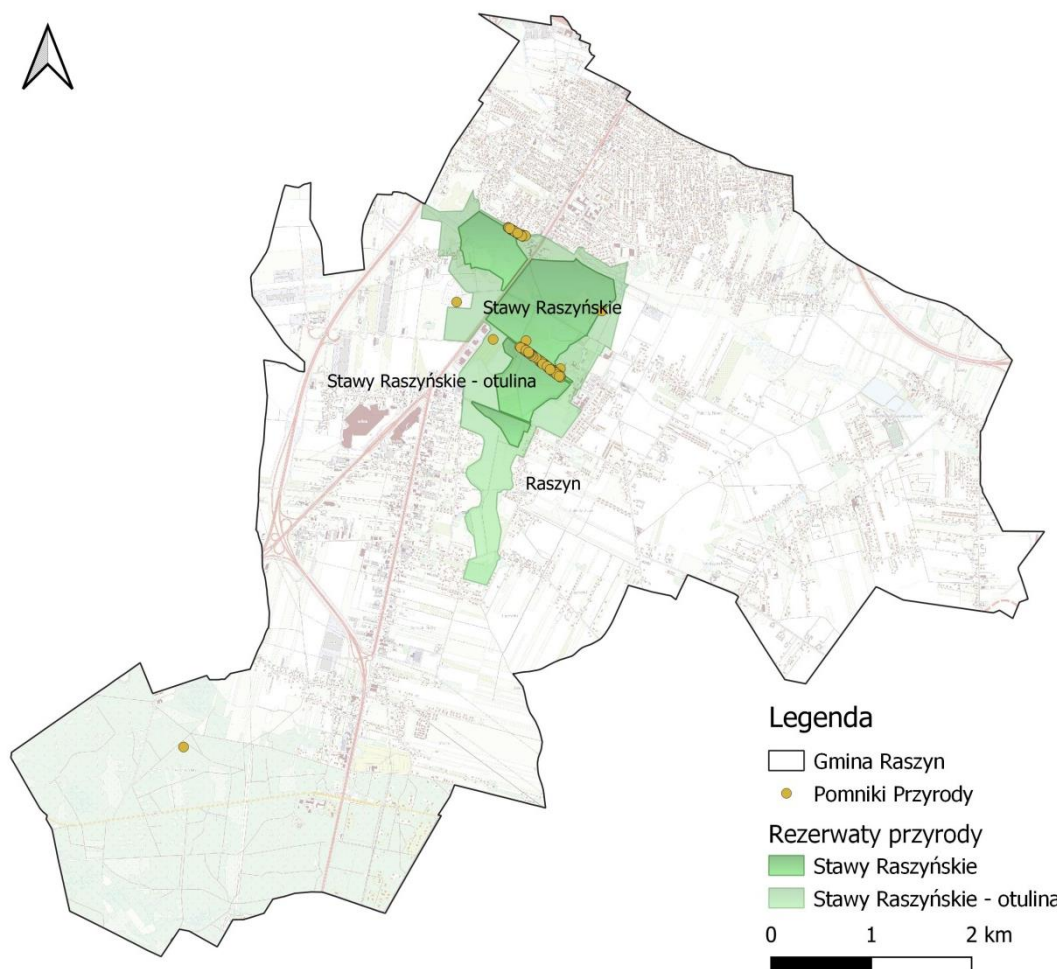 Stawy Raszyńskie
Stawy Raszyńskie - otulina
Raszyn
Legenda
Gmina Raszyn
Pomniki Przyrody
Rezerwaty przyrody
Stawy Raszyńskie
Stawy Raszyńskie - otulina
0 1 2 km